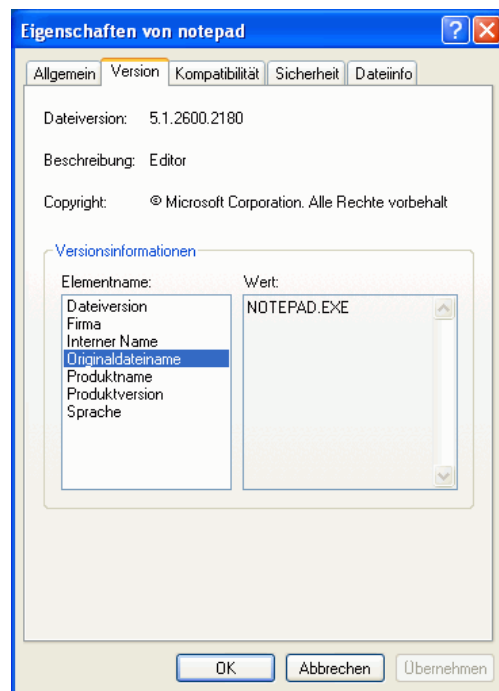 Eigenschaften von notepad
Allgemein Version Kompatibilität Sicherheit Dateiinfo
Dateiversion: 5.1.2600.2180
Beschreibung: Editor
Copyright: © Microsoft Corporation. Alle Rechte vorbehalt
Versionsinformationen
Elementname: Wert:
Dateiversion NOTEPAD.EXE
Firma
Interner Name
Originaldateiname
Produktname
Produktversion
Sprache
OK Abbrechen Übernehmen